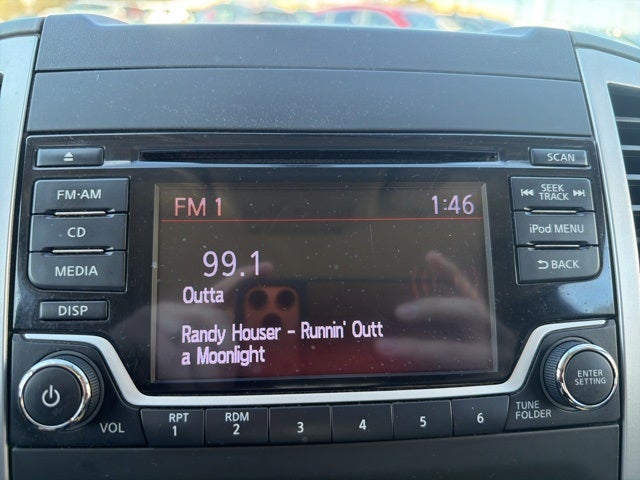 SCAN
FM·AM
SEEK
TRACK
CD
iPod MENU
MEDIA
BACK
DISP
FM 1 1:46
99.1
Outta
Randy Houser - Runnin' Outt
a Moonlight
ENTER
SETTING
VOL
RPT
1
RDM
2
3
4
5
6
TUNE
FOLDER